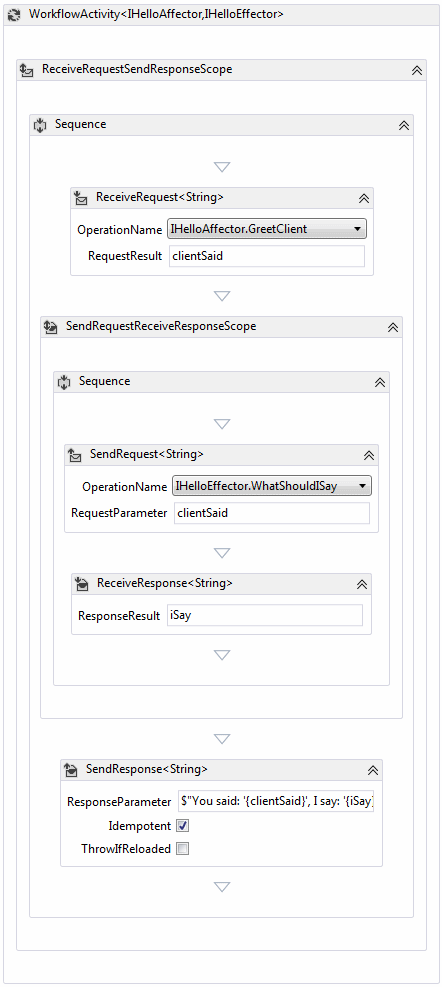 WorkflowActivity<IHelloAffector,IHelloEffector>
ReceiveRequestSendResponseScope
Sequence
ReceiveRequest<String>
OperationName IHelloAffector.GreetClient
RequestResult clientSaid
SendRequestReceiveResponseScope
Sequence
SendRequest<String>
OperationName IHelloEffector.WhatShouldISay
RequestParameter clientSaid
ReceiveResponse<String>
ResponseResult iSay
SendResponse<String>
ResponseParameter $"You said: '{clientSaid}', I say: '{iSay}
Idempotent
ThrowIfReloaded